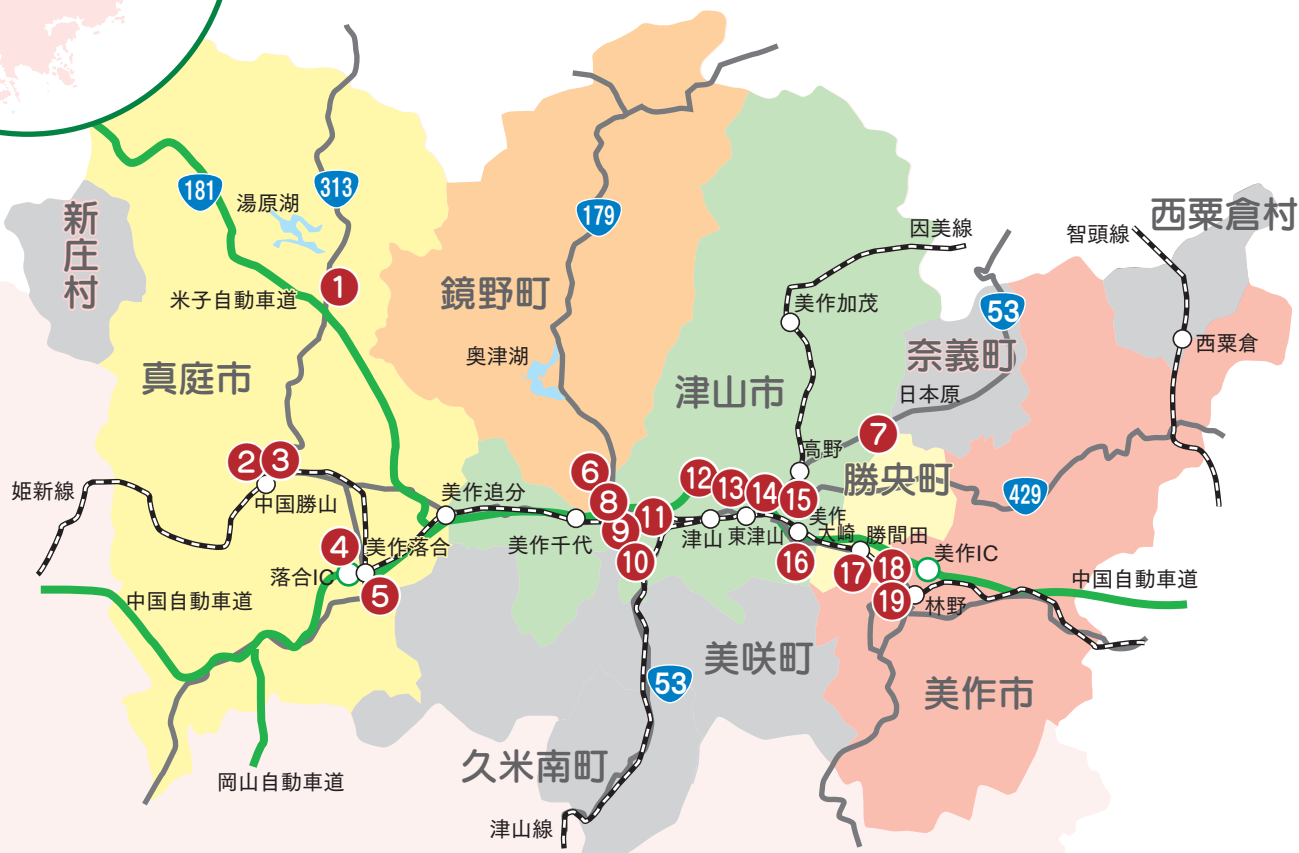 181
湯原湖
313
新庄村
米子自動車道
1
真庭市
179
鏡野町
奥津湖
因美線
美作加茂
津山市
53
奈義町
日本原
智頭線
西粟倉村
西粟倉
2
3
姫新線
中国勝山
美作追分
6
8
9
10
11
美作千代
12
13
14
15
高野
7
勝央町
429
津山
東津山
美作
大崎
勝間田
16
17
18
19
美作IC
林野
中国自動車道
4
美作落合
落合IC
5
中国自動車道
岡山自動車道
美咲町
53
久米南町
津山線
美作市